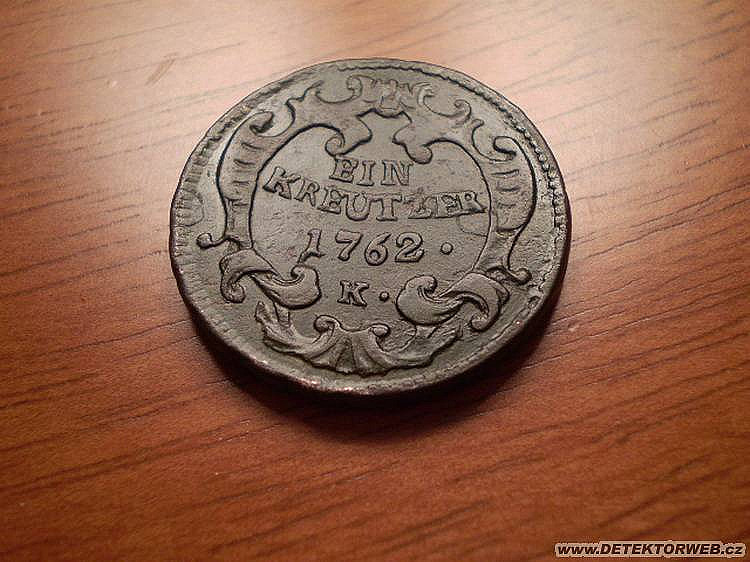 EIN
KREUTZER
1762 .
K .
www.DETEKTORWEB.cz